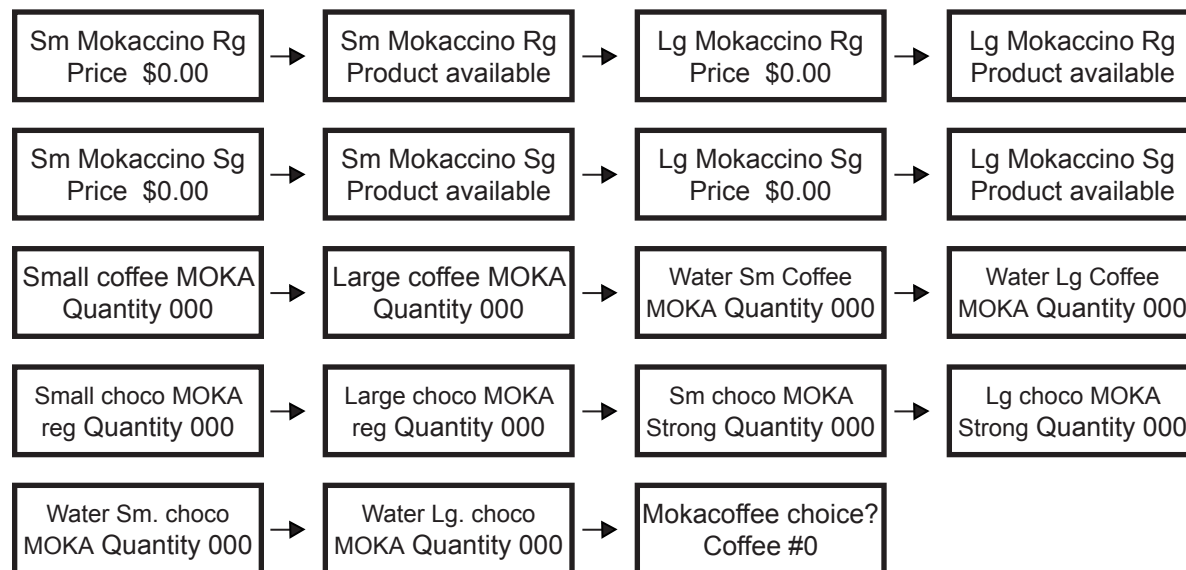 Sm Mokaccino Rg
Price $0.00
Sm Mokaccino Rg
Product available
Lg Mokaccino Rg
Price $0.00
Lg Mokaccino Rg
Product available
Sm Mokaccino Sg
Price $0.00
Sm Mokaccino Sg
Product available
Lg Mokaccino Sg
Price $0.00
Lg Mokaccino Sg
Product available
Small coffee MOKA
Quantity 000
Large coffee MOKA
Quantity 000
Water Sm Coffee
MOKA Quantity 000
Water Lg Coffee
MOKA Quantity 000
Small choco MOKA
reg Quantity 000
Large choco MOKA
reg Quantity 000
Sm choco MOKA
Strong Quantity 000
Lg choco MOKA
Strong Quantity 000
Water Sm. choco
MOKA Quantity 000
Water Lg. choco
MOKA Quantity 000
Mokacoffee choice?
Coffee #0